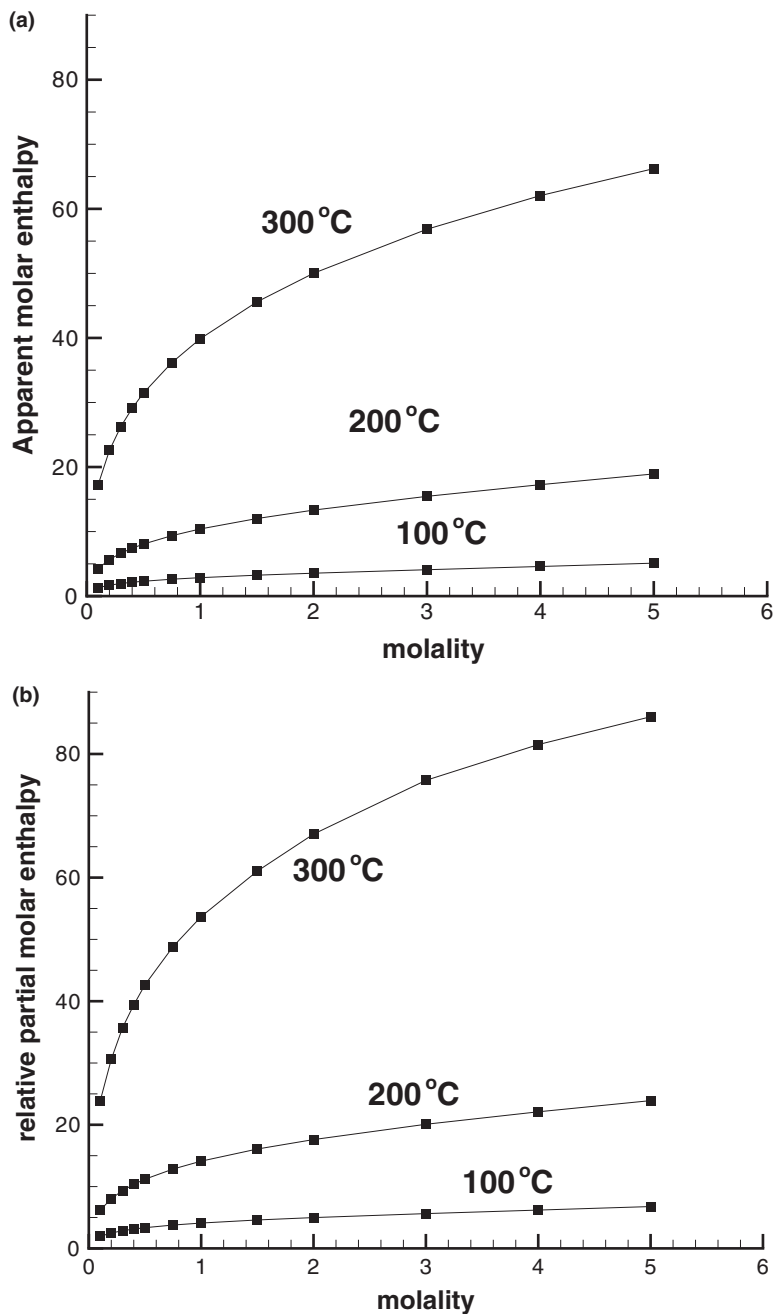 (a)
80
60
40
20
0
Apparent molar enthalpy
300 °C
200 °C
100 °C
0 1 2 3 4 5 6
molality
(b)
80
60
40
20
0
relative partial molar enthalpy
300 °C
200 °C
100 °C
0 1 2 3 4 5 6
molality